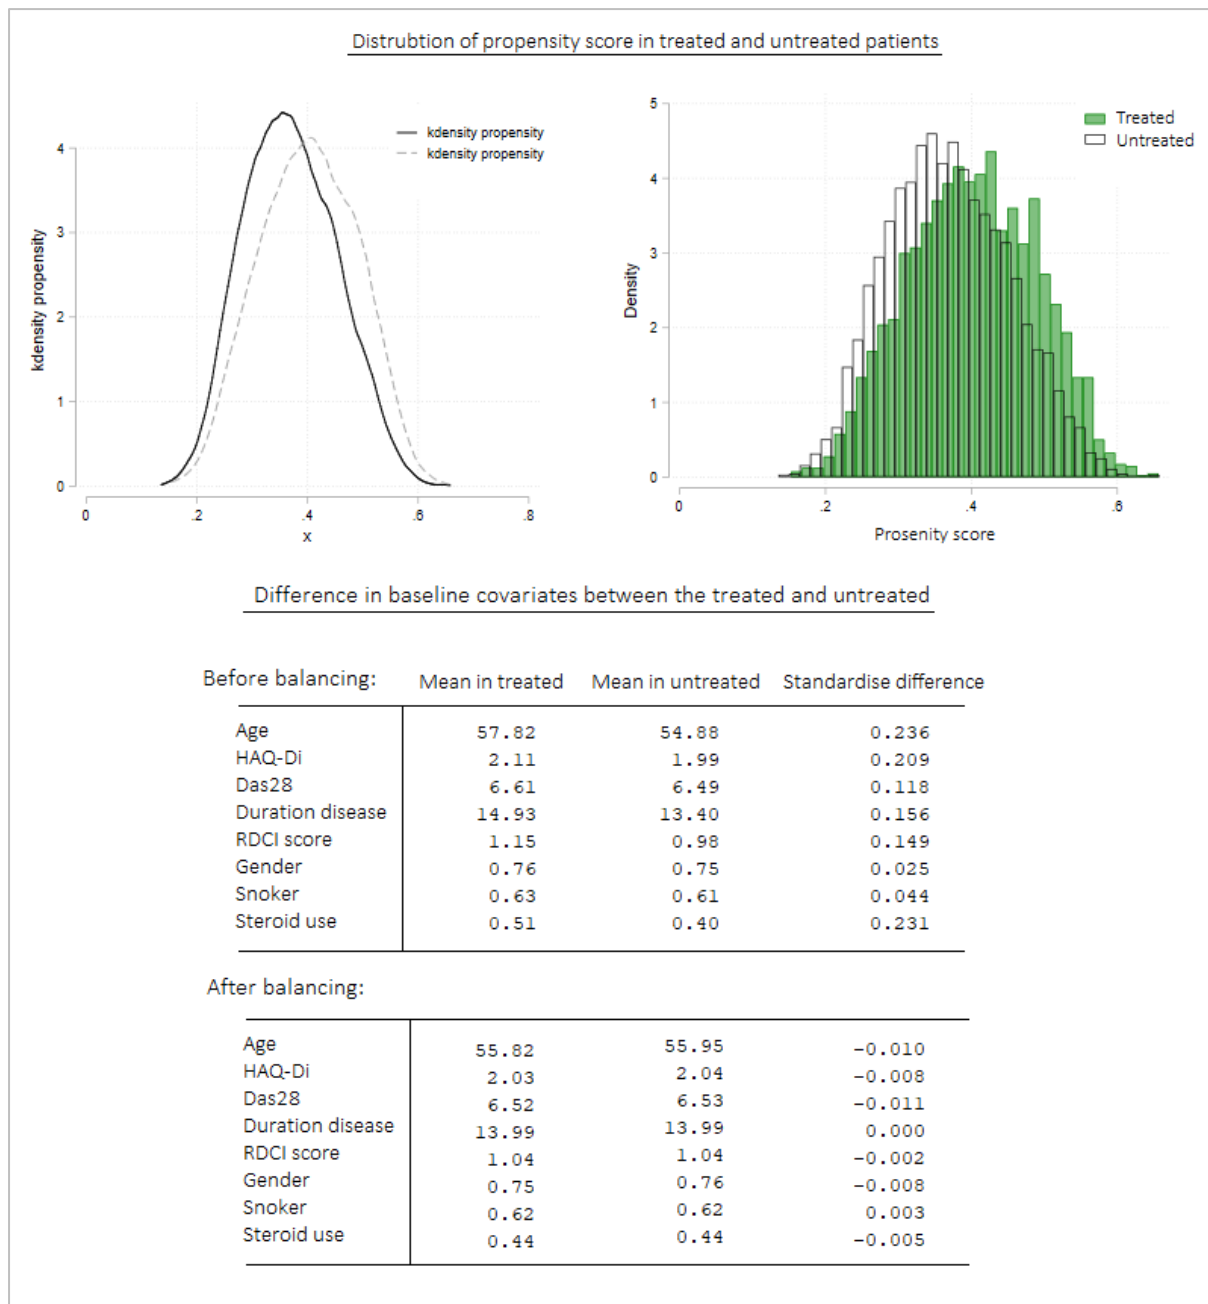 Distrubtion of propensity score in treated and untreated patients
kdensity propensity
kdensity propensity
kdensity propensity
4
3
2
1
0
0 .2 .4 .6 .8
x
Treated
Untreated
Density
5
4
3
2
1
0
0 .2 .4 .6
Prosenity score
Difference in baseline covariates between the treated and untreated
Before balancing: Mean in treated Mean in untreated Standardise difference
Age 57.82 54.88 0.236
HAQ-Di 2.11 1.99 0.209
Das28 6.61 6.49 0.118
Duration disease 14.93 13.40 0.156
RDCI score 1.15 0.98 0.149
Gender 0.76 0.75 0.025
Snoker 0.63 0.61 0.044
Steroid use 0.51 0.40 0.231
After balancing:
Age 55.82 55.95 -0.010
HAQ-Di 2.03 2.04 -0.008
Das28 6.52 6.53 -0.011
Duration disease 13.99 13.99 0.000
RDCI score 1.04 1.04 -0.002
Gender 0.75 0.76 -0.008
Snoker 0.62 0.62 0.003
Steroid use 0.44 0.44 -0.005